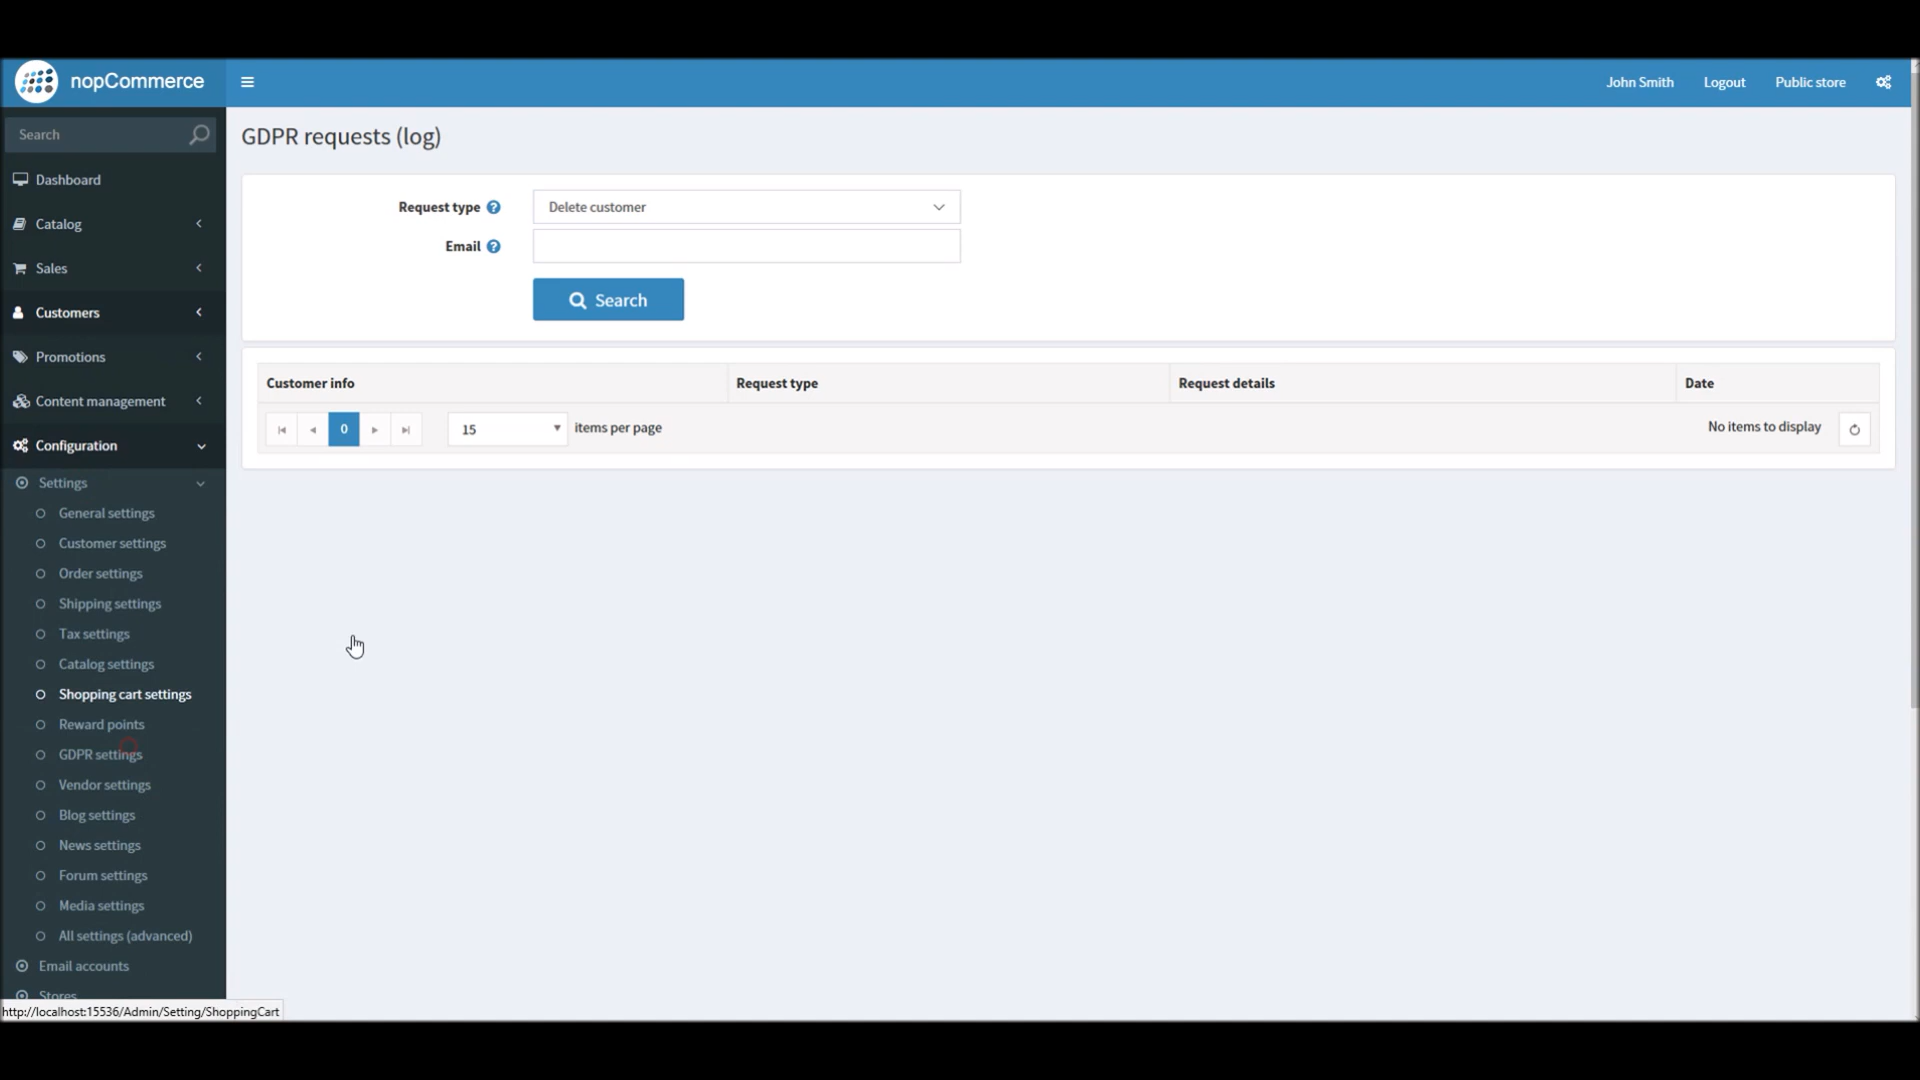 nopCommerce
John Smith
Logout
Public store
Search
Dashboard
Catalog
Sales
Customers
Promotions
Content management
Configuration
Settings
General settings
Customer settings
Order settings
Shipping settings
Tax settings
Catalog settings
Shopping cart settings
Reward points
GDPR settings
Vendor settings
Blog settings
News settings
Forum settings
Media settings
All settings (advanced)
Email accounts
Stores
http://localhost:15536/Admin/Setting/ShoppingCart
GDPR requests (log)
Request type ? Delete customer
Email ?
Search
Customer info Request type Request details Date
0 15 items per page No items to display